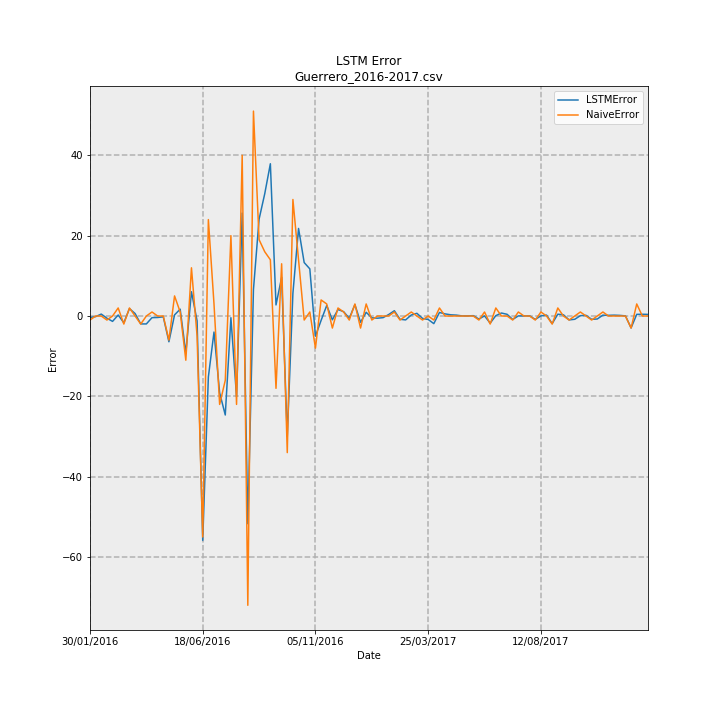 LSTM Error
Guerrero_2016-2017.csv
LSTMError
NaiveError
40
20
0
−20
−40
−60
Error
30/01/2016
18/06/2016
05/11/2016
25/03/2017
12/08/2017
Date